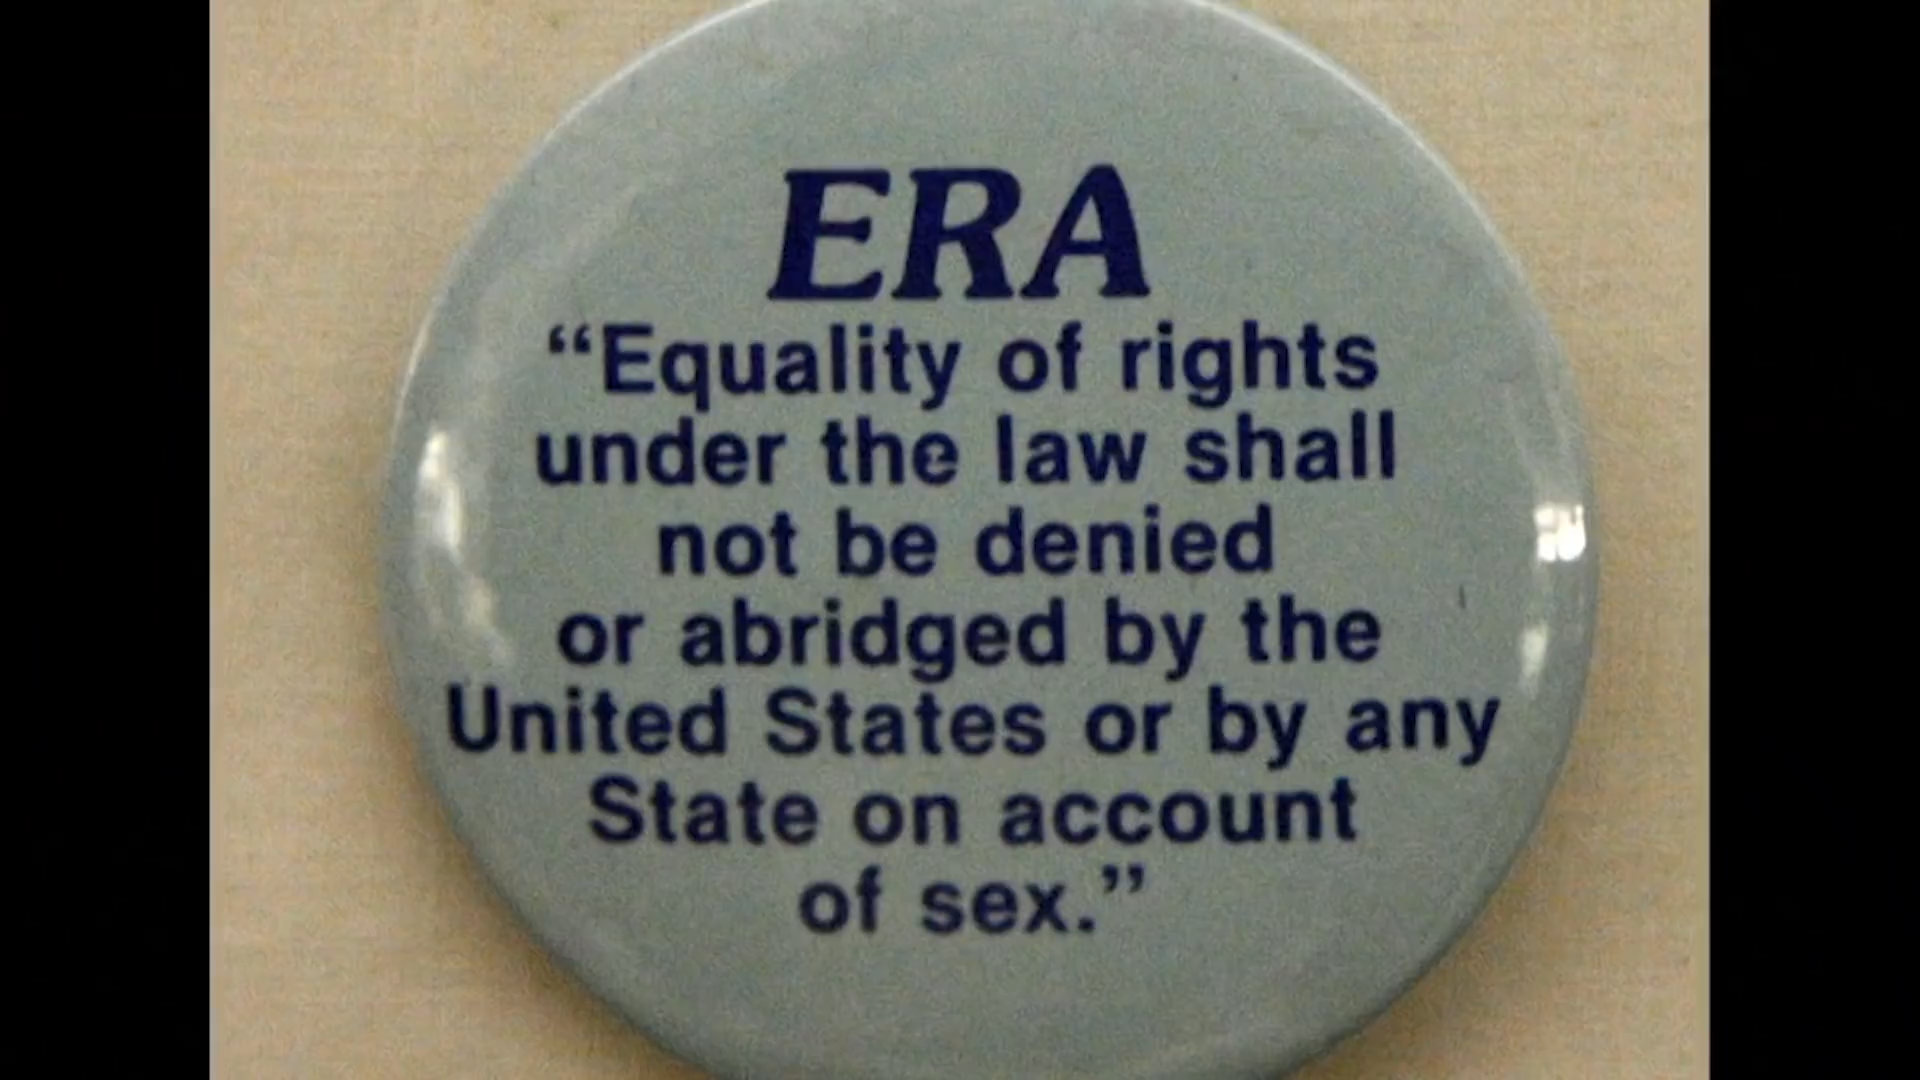 ERA
“Equality of rights
under the law shall
not be denied
or abridged by the
United States or by any
State on account
of sex.”